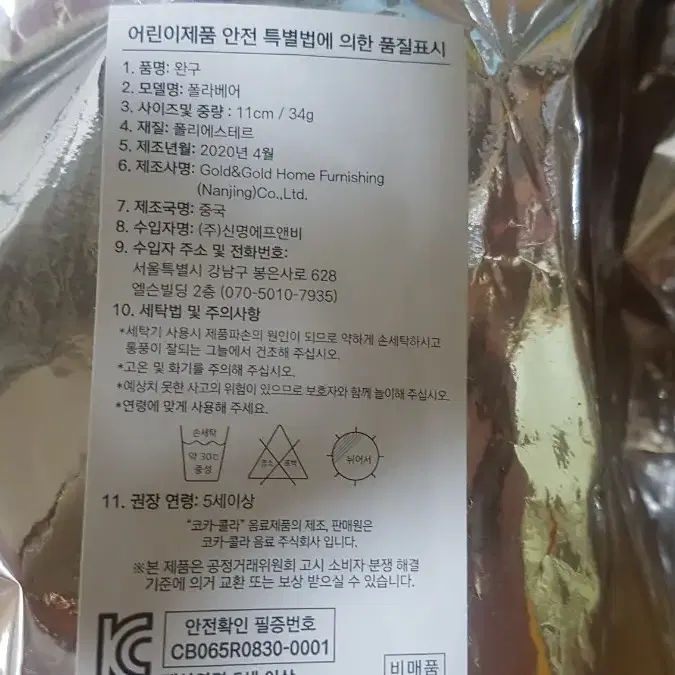 어린이제품 안전 특별법에 의한 품질표시
1. 품명: 완구
2. 모델명: 폴라베어
3. 사이즈및 중량 : 11cm / 34g
4. 재질: 폴리에스테르
5. 제조년월: 2020년 4월
6. 제조사명: Gold&Gold Home Furnishing
(Nanjing)Co.,Ltd.
7. 제조국명: 중국
8. 수입자명: (주)신명에프앤비
9. 수입자 주소 및 전화번호:
서울특별시 강남구 봉은사로 628
엘슨빌딩 2층 (070-5010-7935)
10. 세탁법 및 주의사항
*세탁기 사용시 제품파손의 원인이 되므로 약하게 손세탁하시고
통풍이 잘되는 그늘에서 건조해 주십시오.
*고온 및 화기를 주의해 주십시오.
*예상치 못한 사고의 위험이 있으므로 보호자와 함께 놀이해 주십시오.
*연령에 맞게 사용해 주세요.
손세탁
약 30℃
중성
염소 표백
뉘어서
11. 권장 연령: 5세이상
"코카-콜라" 음료제품의 제조, 판매원은
코카-콜라 음료 주식회사 입니다.
※본 제품은 공정거래위원회 고시 소비자 분쟁 해결
기준에 의거 교환 또는 보상 받으실 수 있습니다.
안전확인 필증번호
CB065R0830-0001
비매품